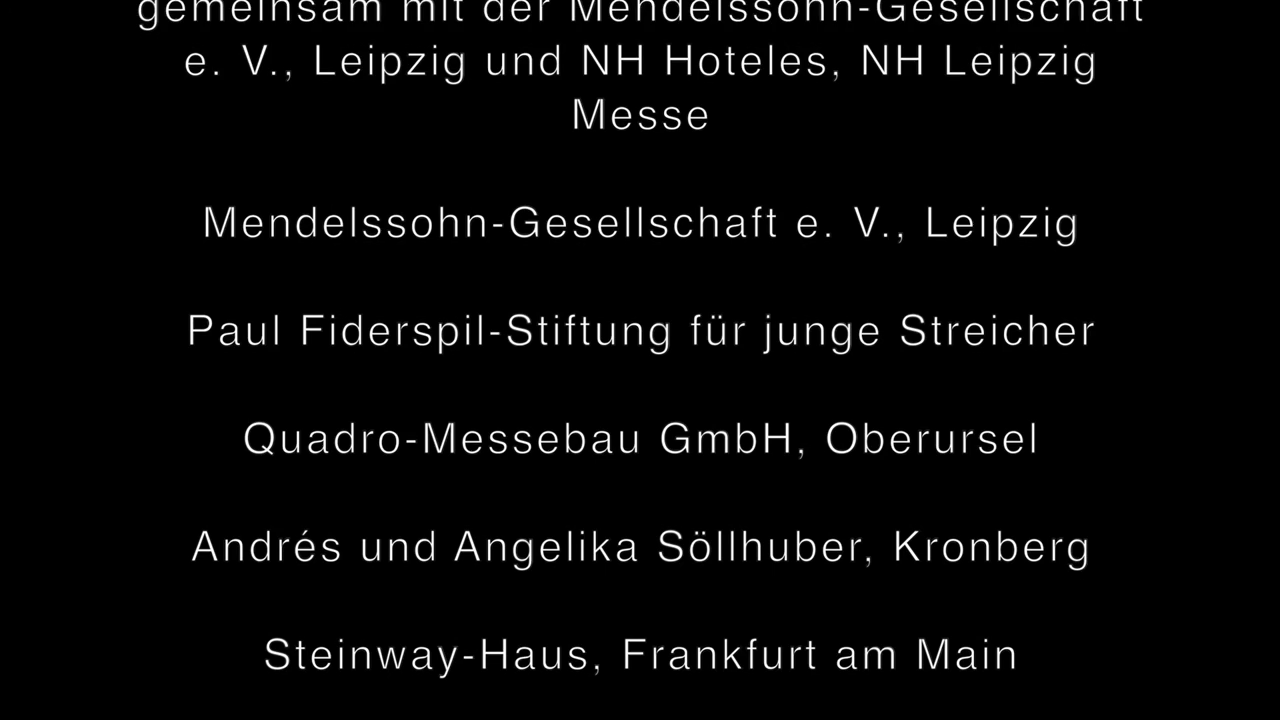 gemeinsam mit der Mendelssohn-Gesellschaft
e. V., Leipzig und NH Hoteles, NH Leipzig
Messe
Mendelssohn-Gesellschaft e. V., Leipzig
Paul Fiderspil-Stiftung für junge Streicher
Quadro-Messebau GmbH, Oberursel
Andrés und Angelika Söllhuber, Kronberg
Steinway-Haus, Frankfurt am Main